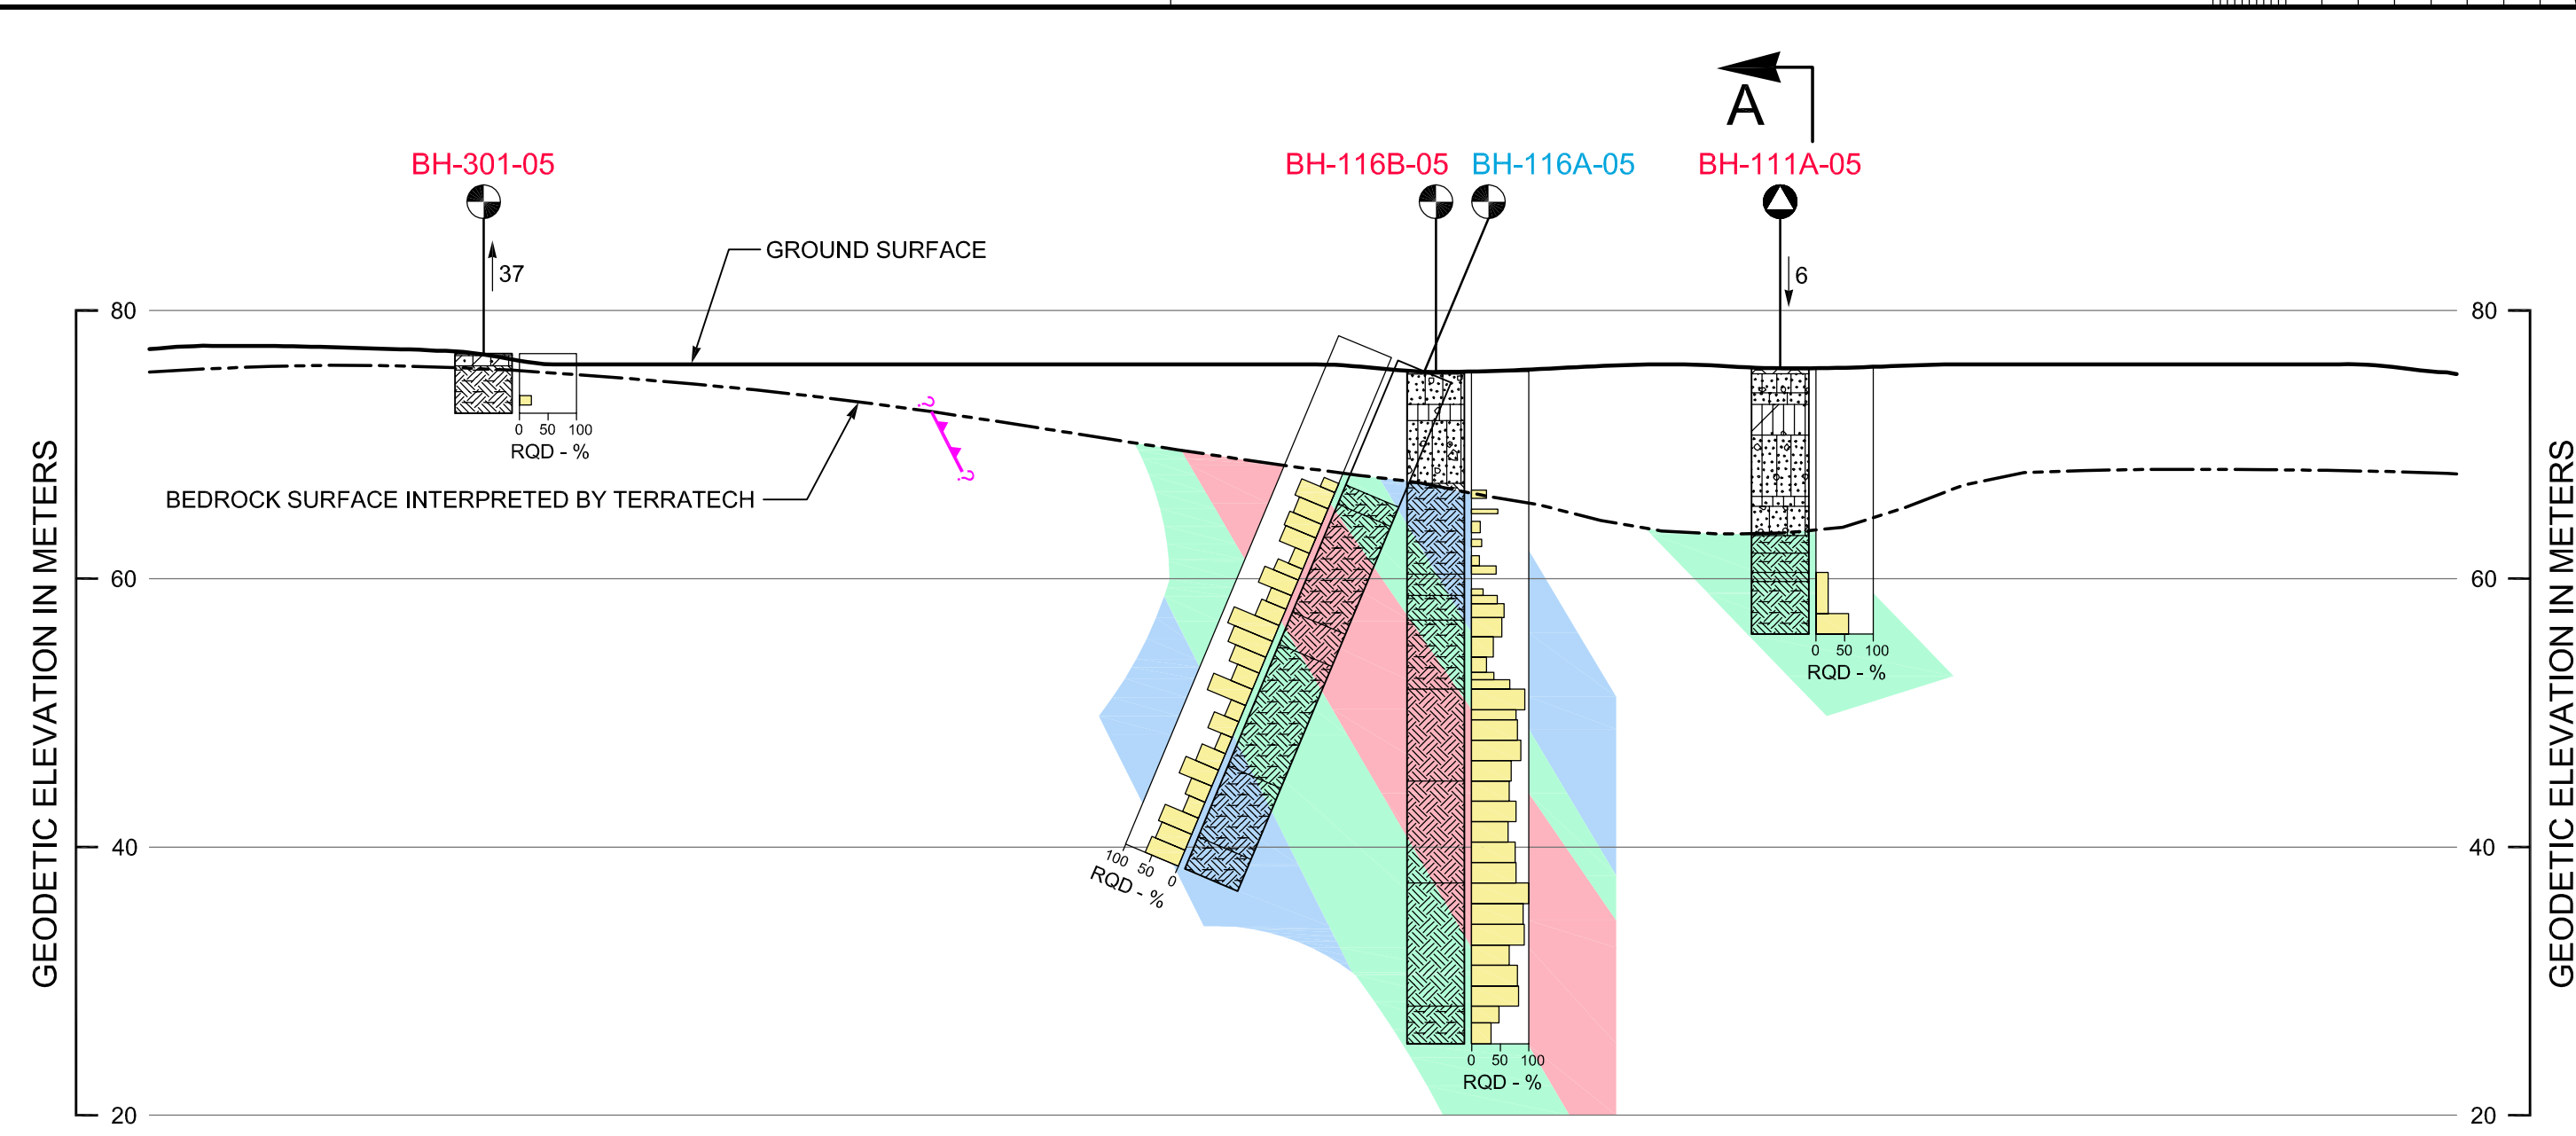 A
BH-301-05
BH-116B-05
BH-116A-05
BH-111A-05
GROUND SURFACE
37
6
80
80
?
?
0 50 100
RQD - %
BEDROCK SURFACE INTERPRETED BY TERRATECH
GEODETIC ELEVATION IN METERS
GEODETIC ELEVATION IN METERS
60
60
0 50 100
RQD - %
40
40
100 50 0
RQD - %
0 50 100
RQD - %
20
20